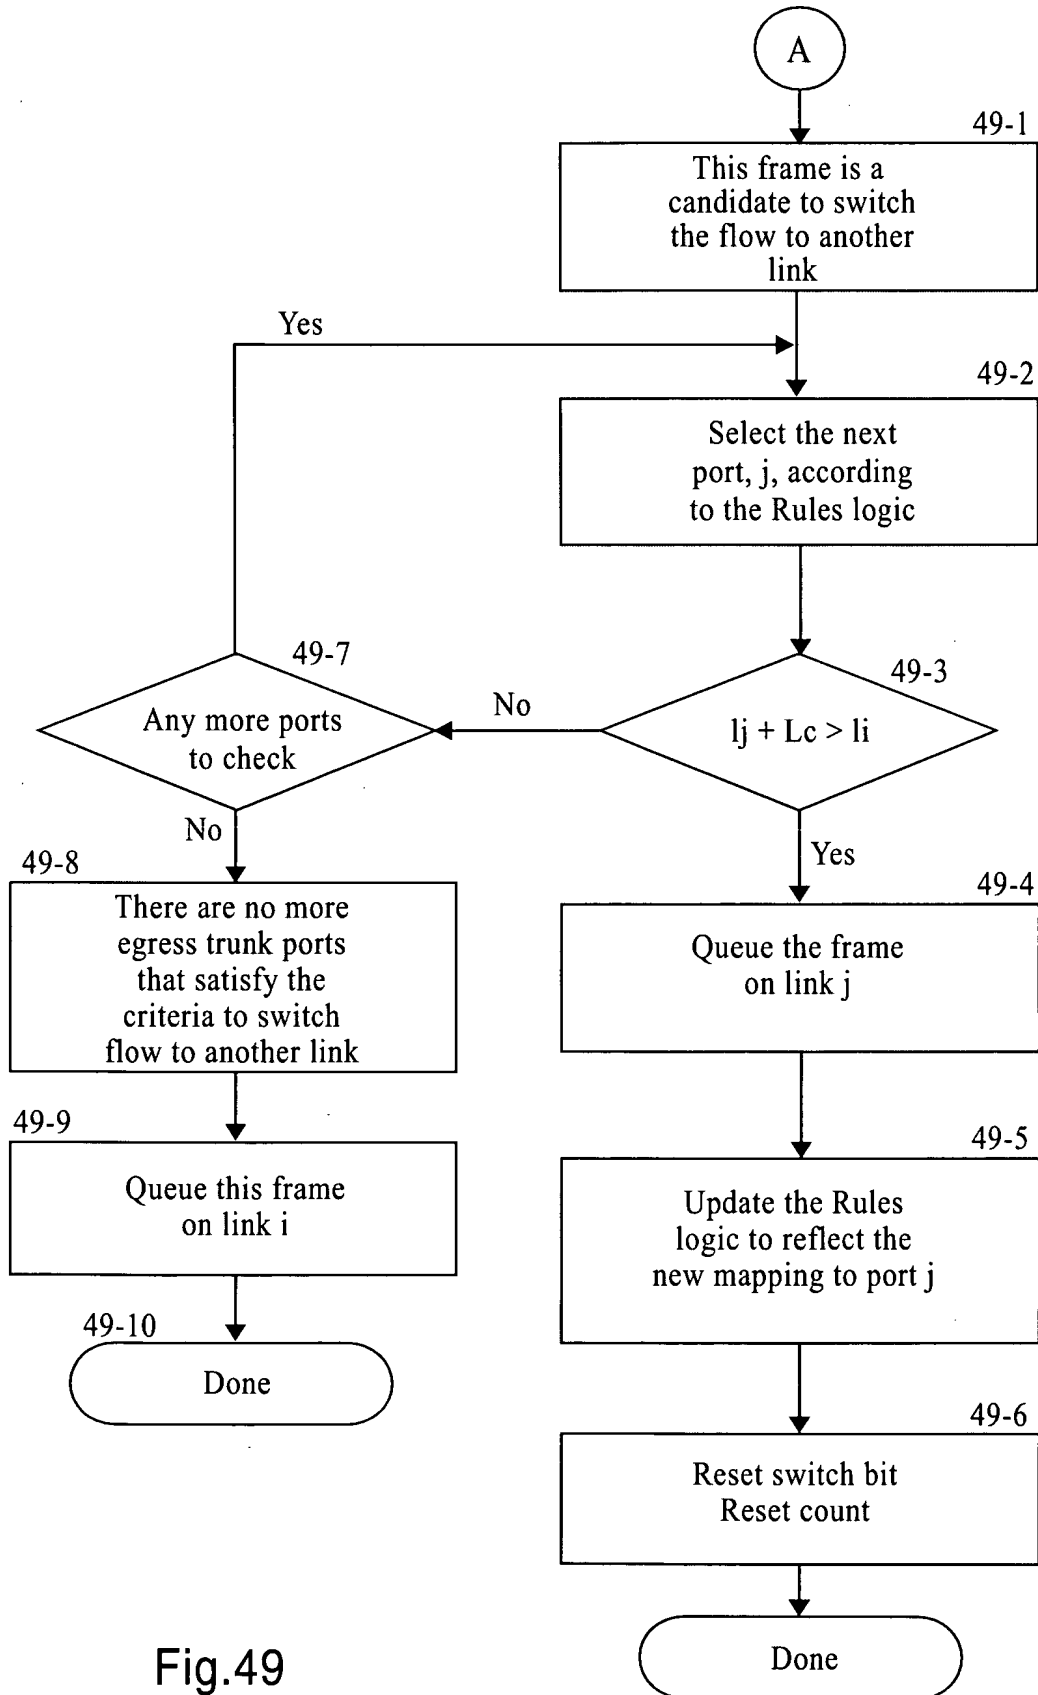 A
49-1
This frame is a
candidate to switch
the flow to another
link
Yes
49-2
Select the next
port, j, according
to the Rules logic
49-7
Any more ports
to check
No
49-3
lj + Lc > li
No
Yes
49-8
There are no more
egress trunk ports
that satisfy the
criteria to switch
flow to another link
49-4
Queue the frame
on link j
49-9
Queue this frame
on link i
49-5
Update the Rules
logic to reflect the
new mapping to port j
49-10
Done
49-6
Reset switch bit
Reset count
Done
Fig.49